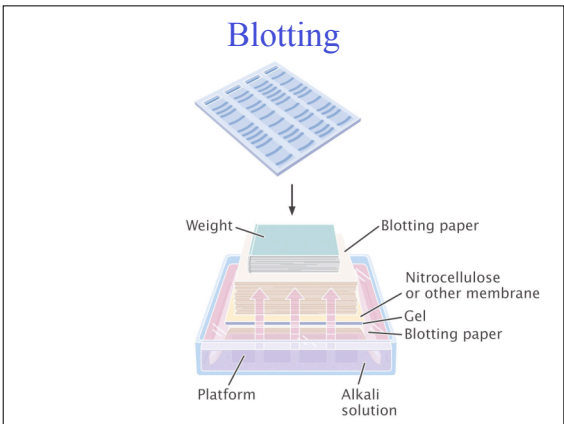 Blotting
Weight
Blotting paper
Nitrocellulose
or other membrane
Gel
Blotting paper
Platform
Alkali
solution